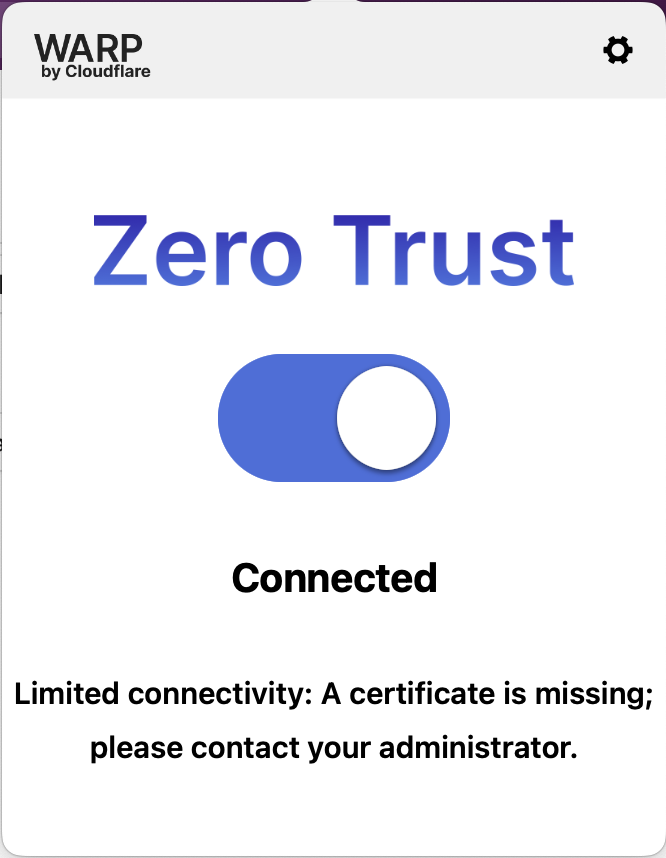 WARP
by Cloudflare
Zero Trust
Connected
Limited connectivity: A certificate is missing;
please contact your administrator.